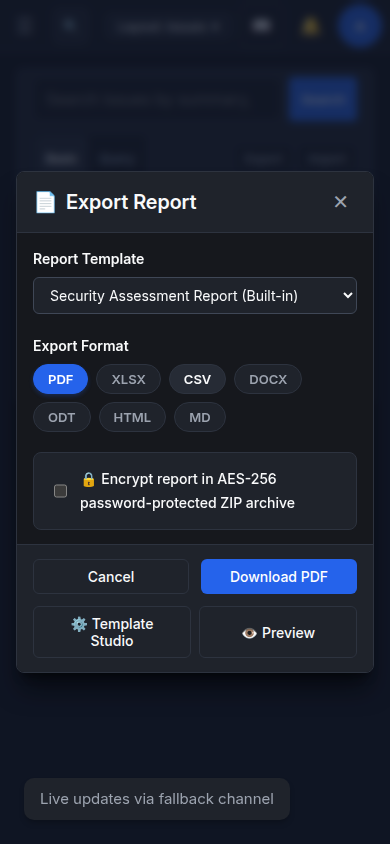 Export Report
Report Template
Security Assessment Report (Built-in)
Export Format
PDF XLSX CSV DOCX
ODT HTML MD
Encrypt report in AES-256
password-protected ZIP archive
Cancel Download PDF
Template
Studio
Preview
Live updates via fallback channel